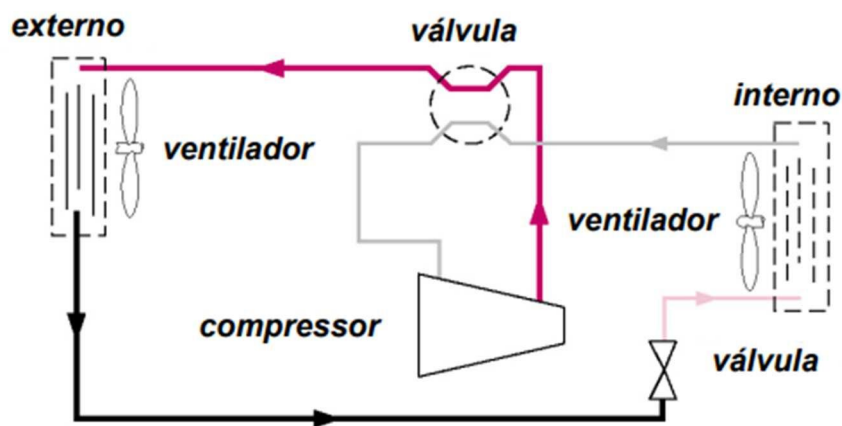 externo
válvula
interno
ventilador
ventilador
compressor
válvula